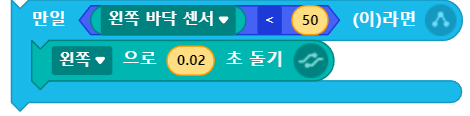 만일 왼쪽 바닥 센서 ▼ < 50 (이)라면
왼쪽 ▼ 으로 0.02 초 돌기